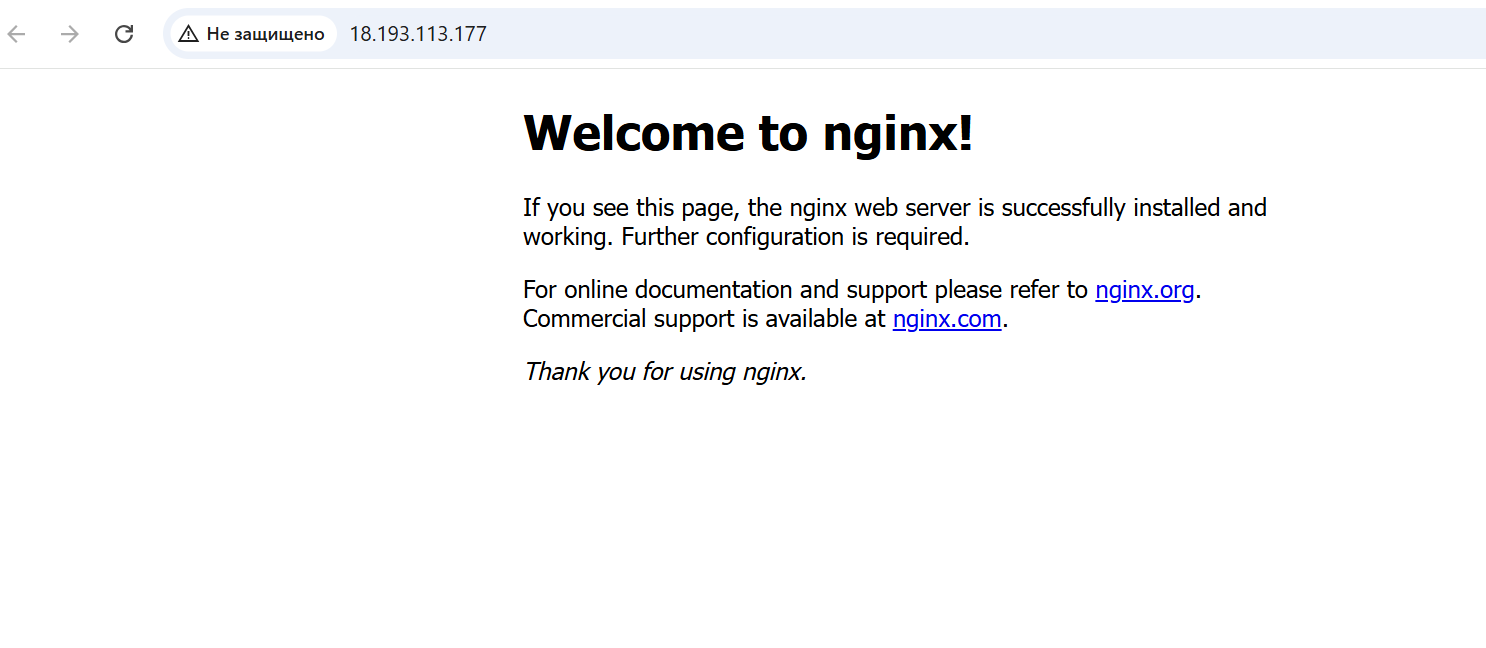 Не защищено 18.193.113.177
Welcome to nginx!
If you see this page, the nginx web server is successfully installed and
working. Further configuration is required.
For online documentation and support please refer to nginx.org.
Commercial support is available at nginx.com.
Thank you for using nginx.